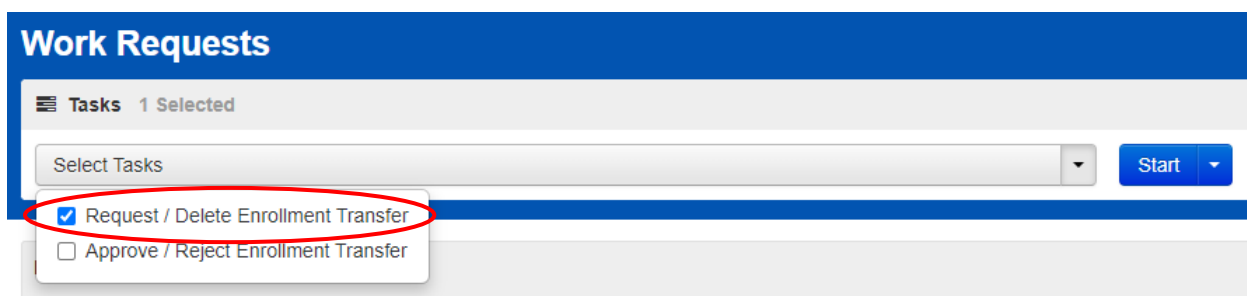 Work Requests
Tasks 1 Selected
Select Tasks
Start
Request / Delete Enrollment Transfer
Approve / Reject Enrollment Transfer